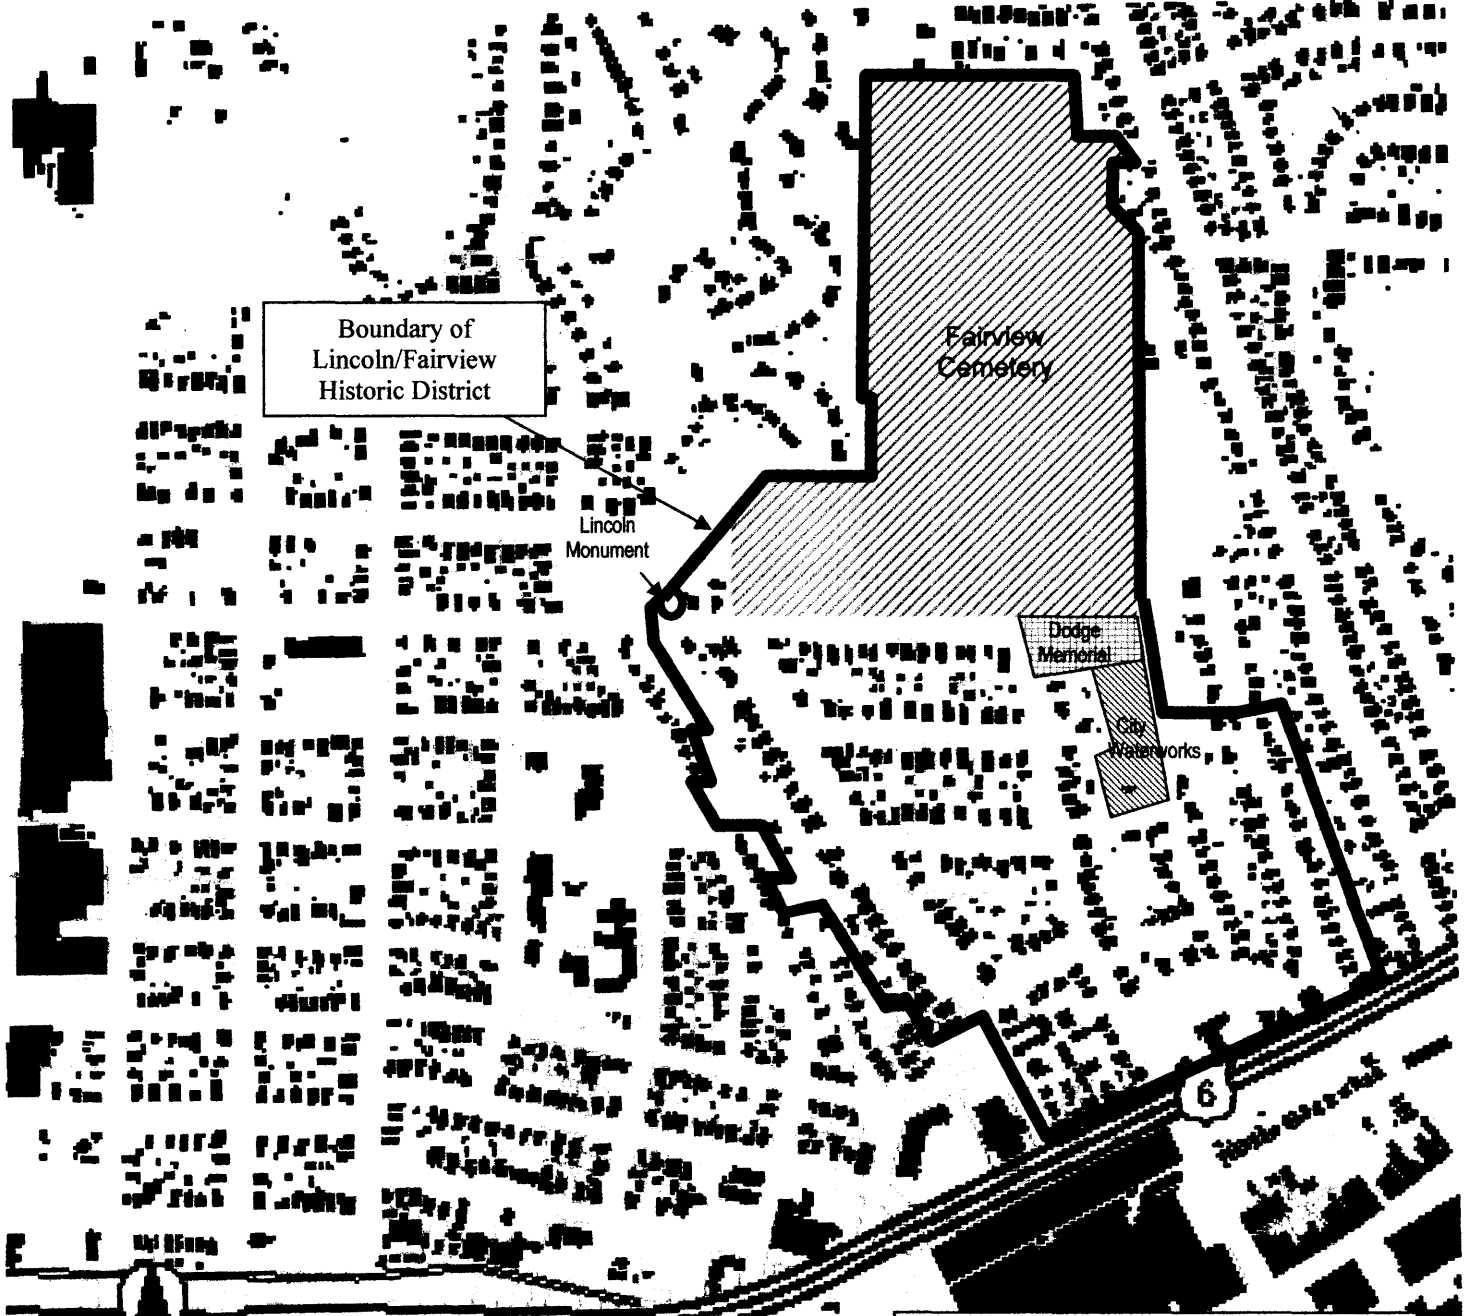 Fairview
Cemetery
Boundary of
Lincoln/Fairview
Historic District
Lincoln
Monument
Dodge
Memorial
City
Waterworks
6